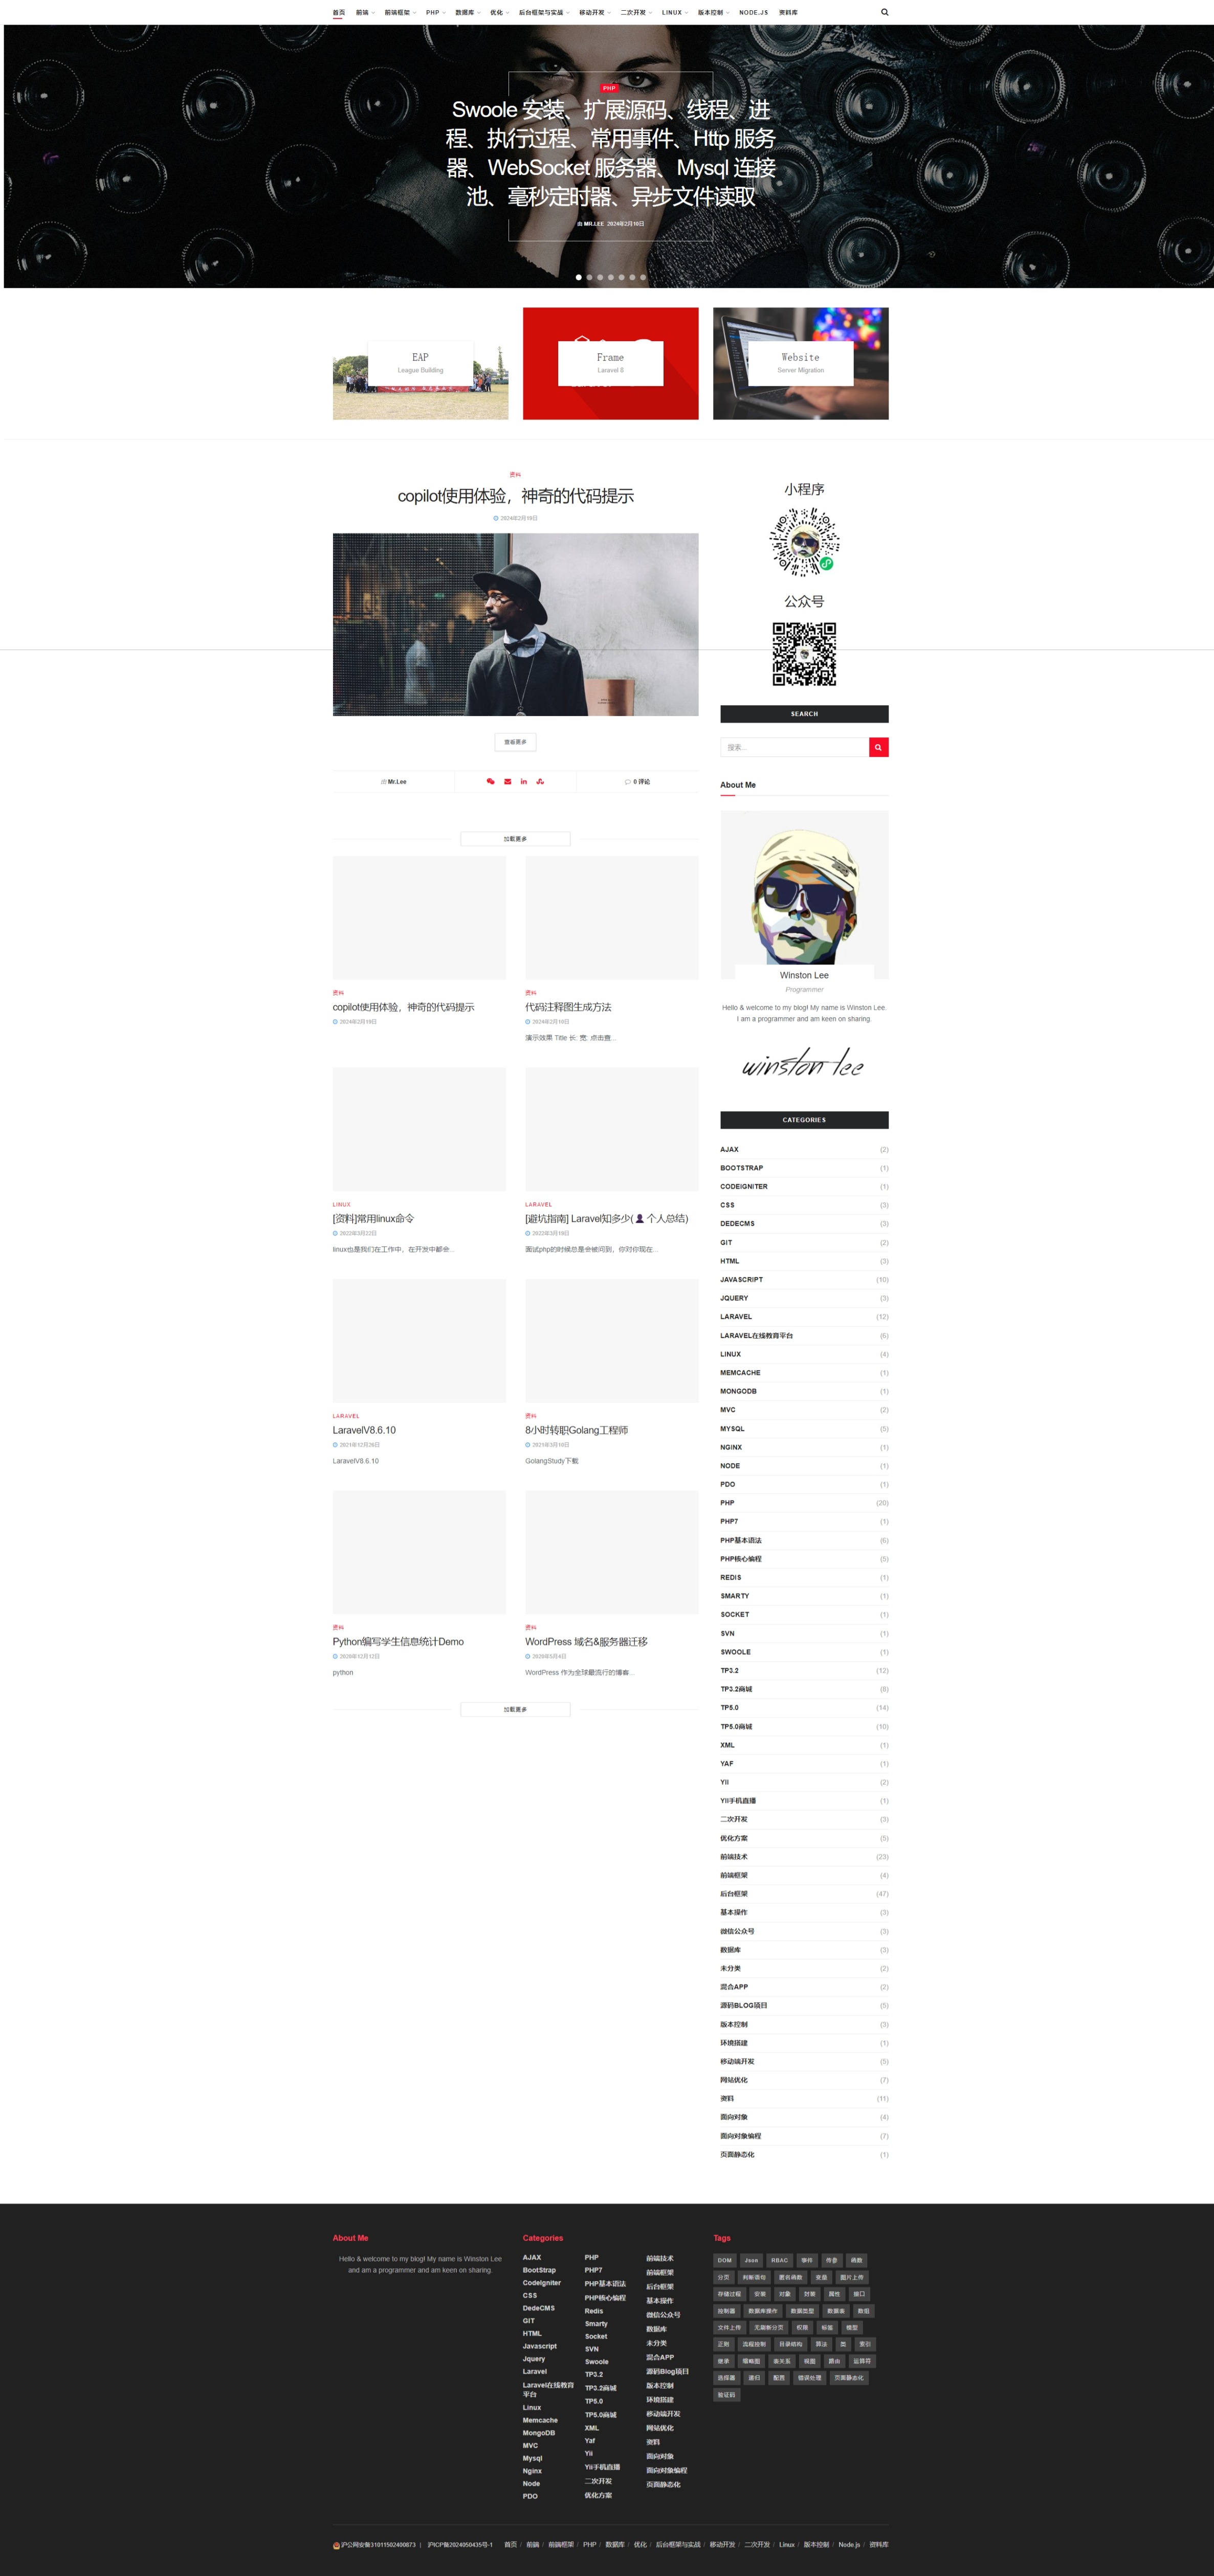 首页 前端 前端框架 PHP 数据库 优化 后台框架与实战 移动开发 二次开发 LINUX 版本控制 NODE.JS 资料库
PHP
Swoole 安装、扩展源码、线程、进
程、执行过程、常用事件、Http 服务
器、WebSocket 服务器、Mysql 连接
池、毫秒定时器、异步文件读取
由 MR.LEE 2024年2月10日
EAP
League Building
Frame
Laravel 8
Website
Server Migration
资料
copilot使用体验，神奇的代码提示
2024年2月19日
查看更多
由 Mr.Lee
0 评论
加载更多
资料
copilot使用体验，神奇的代码提示
2024年2月19日
资料
代码注释图生成方法
2024年2月10日
演示效果 Title 长: 宽: 点击查...
LINUX
[资料]常用linux命令
2022年3月22日
linux也是我们在工作中，在开发中都会...
LARAVEL
[避坑指南] Laravel知多少(👤个人总结)
2022年3月19日
面试php的时候总是会被问到，你对你现在...
LARAVEL
LaravelV8.6.10
2021年12月28日
LaravelV8.6.10
资料
8小时转职Golang工程师
2021年3月10日
GolangStudy下载
资料
Python编写学生信息统计Demo
2020年12月12日
python
资料
WordPress 域名&服务器迁移
2020年5月4日
WordPress 作为全球最流行的博客...
加载更多
小程序
公众号
SEARCH
搜索...
About Me
Winston Lee
Programmer
Hello & welcome to my blog! My name is Winston Lee.
I am a programmer and am keen on sharing.
winston lee
CATEGORIES
AJAX (2)
BOOTSTRAP (1)
CODEIGNITER (1)
CSS (3)
DEDECMS (3)
GIT (2)
HTML (3)
JAVASCRIPT (10)
JQUERY (3)
LARAVEL (12)
LARAVEL在线教育平台 (6)
LINUX (4)
MEMCACHE (1)
MONGODB (1)
MVC (2)
MYSQL (5)
NGINX (1)
NODE (1)
PDO (1)
PHP (20)
PHP7 (1)
PHP基本语法 (6)
PHP核心编程 (5)
REDIS (1)
SMARTY (1)
SOCKET (1)
SVN (1)
SWOOLE (1)
TP3.2 (12)
TP3.2商城 (8)
TP5.0 (14)
TP5.0商城 (10)
XML (1)
YAF (1)
YII (2)
YII手机直播 (1)
二次开发 (3)
优化方案 (5)
前端技术 (23)
前端框架 (4)
后台框架 (47)
基本操作 (3)
微信公众号 (3)
数据库 (3)
未分类 (2)
混合APP (2)
源码BLOG项目 (5)
版本控制 (3)
环境搭建 (1)
移动端开发 (5)
网站优化 (7)
资料 (11)
面向对象 (4)
面向对象编程 (7)
页面静态化 (1)
About Me
Hello & welcome to my blog! My name is Winston Lee
and am a programmer and am keen on sharing.
Categories
AJAX
BootStrap
CodeIgniter
CSS
DedeCMS
GIT
HTML
Javascript
Jquery
Laravel
Laravel在线教育
平台
Linux
Memcache
MongoDB
MVC
Mysql
Nginx
Node
PDO
PHP
PHP7
PHP基本语法
PHP核心编程
Redis
Smarty
Socket
SVN
Swoole
TP3.2
TP3.2商城
TP5.0
TP5.0商城
XML
Yaf
Yii
Yii手机直播
二次开发
优化方案
前端技术
前端框架
后台框架
基本操作
微信公众号
数据库
未分类
混合APP
源码Blog项目
版本控制
环境搭建
移动端开发
网站优化
资料
面向对象
面向对象编程
页面静态化
Tags
DOM Json RBAC 事件 传参 函数
分页 判断语句 匿名函数 变量 图片上传
存储过程 安装 对象 封装 属性 接口
控制器 数据库操作 数据类型 数据表 数组
文件上传 无刷新分页 权限 标签 模型
正则 流程控制 目录结构 算法 类 索引
继承 缩略图 表关系 视图 路由 运算符
选择器 递归 配置 错误处理 页面静态化
验证码
沪公网安备31011502400873 | 沪ICP备2024050435号-1
首页 / 前端 / 前端框架 / PHP / 数据库 / 优化 / 后台框架与实战 / 移动开发 / 二次开发 / Linux / 版本控制 / Node.js / 资料库